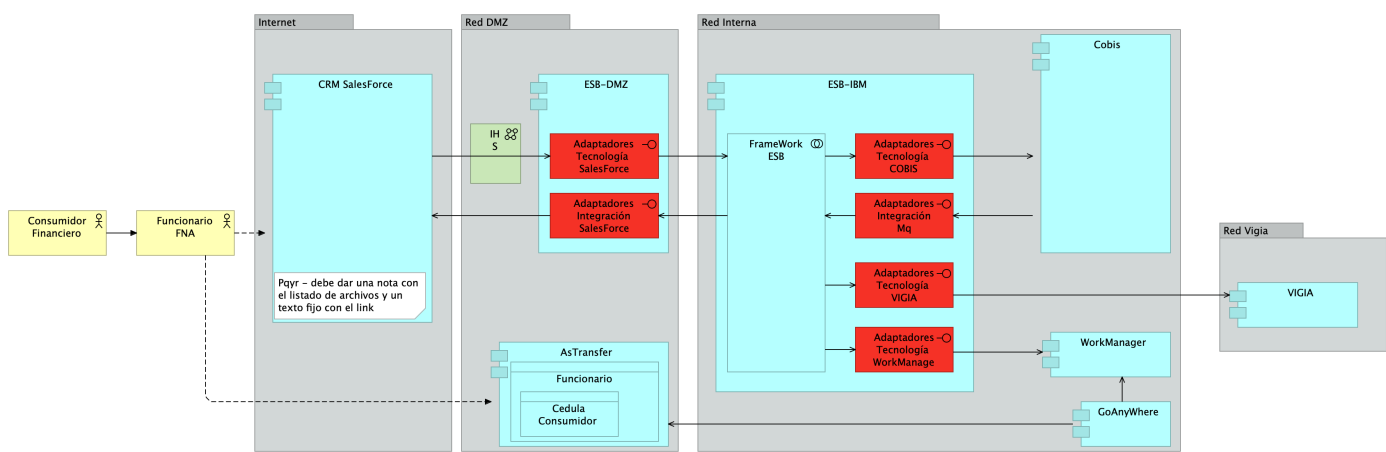 Internet
Red DMZ
Red Interna
Cobis
CRM SalesForce
ESB-DMZ
ESB-IBM
IH
S
Adaptadores
Tecnología
SalesForce
FrameWork
ESB
Adaptadores
Tecnología
COBIS
Adaptadores
Integración
SalesForce
Adaptadores
Integración
Mq
Consumidor
Financiero
Funcionario
FNA
Red Vigia
Pqyr - debe dar una nota con
el listado de archivos y un
texto fijo con el link
Adaptadores
Tecnología
VIGIA
VIGIA
Adaptadores
Tecnología
WorkManage
WorkManager
AsTransfer
Funcionario
Cedula
Consumidor
GoAnyWhere